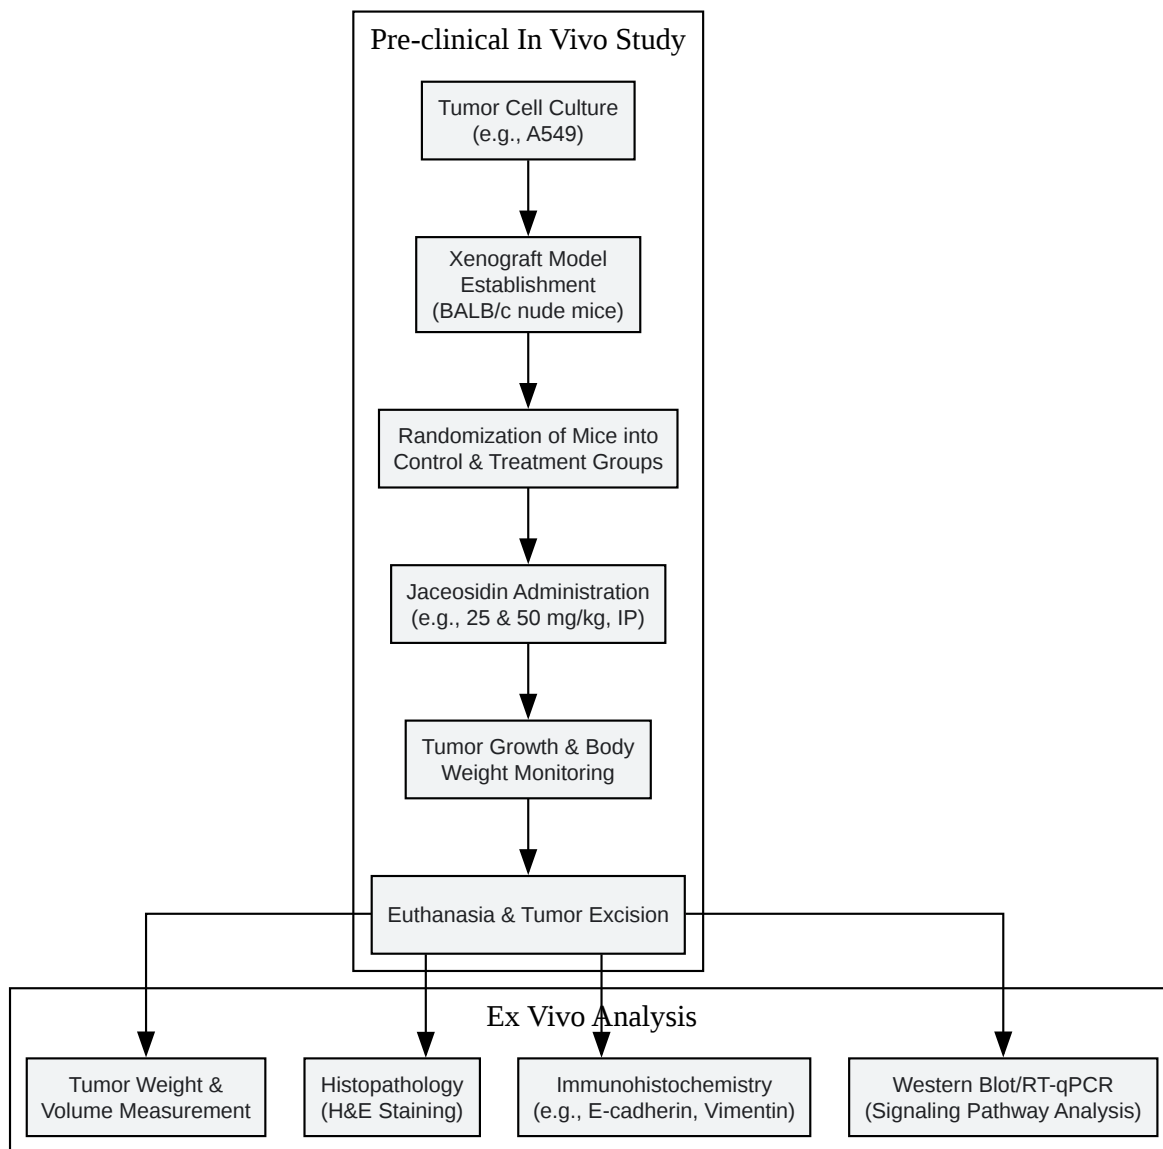 Pre-clinical In Vivo Study
Tumor Cell Culture
(e.g., A549)
Xenograft Model
Establishment
(BALB/c nude mice)
Randomization of Mice into
Control & Treatment Groups
Jaceosidin Administration
(e.g., 25 & 50 mg/kg, IP)
Tumor Growth & Body
Weight Monitoring
Euthanasia & Tumor Excision
Ex Vivo Analysis
Tumor Weight &
Volume Measurement
Histopathology
(H&E Staining)
Immunohistochemistry
(e.g., E-cadherin, Vimentin)
Western Blot/RT-qPCR
(Signaling Pathway Analysis)